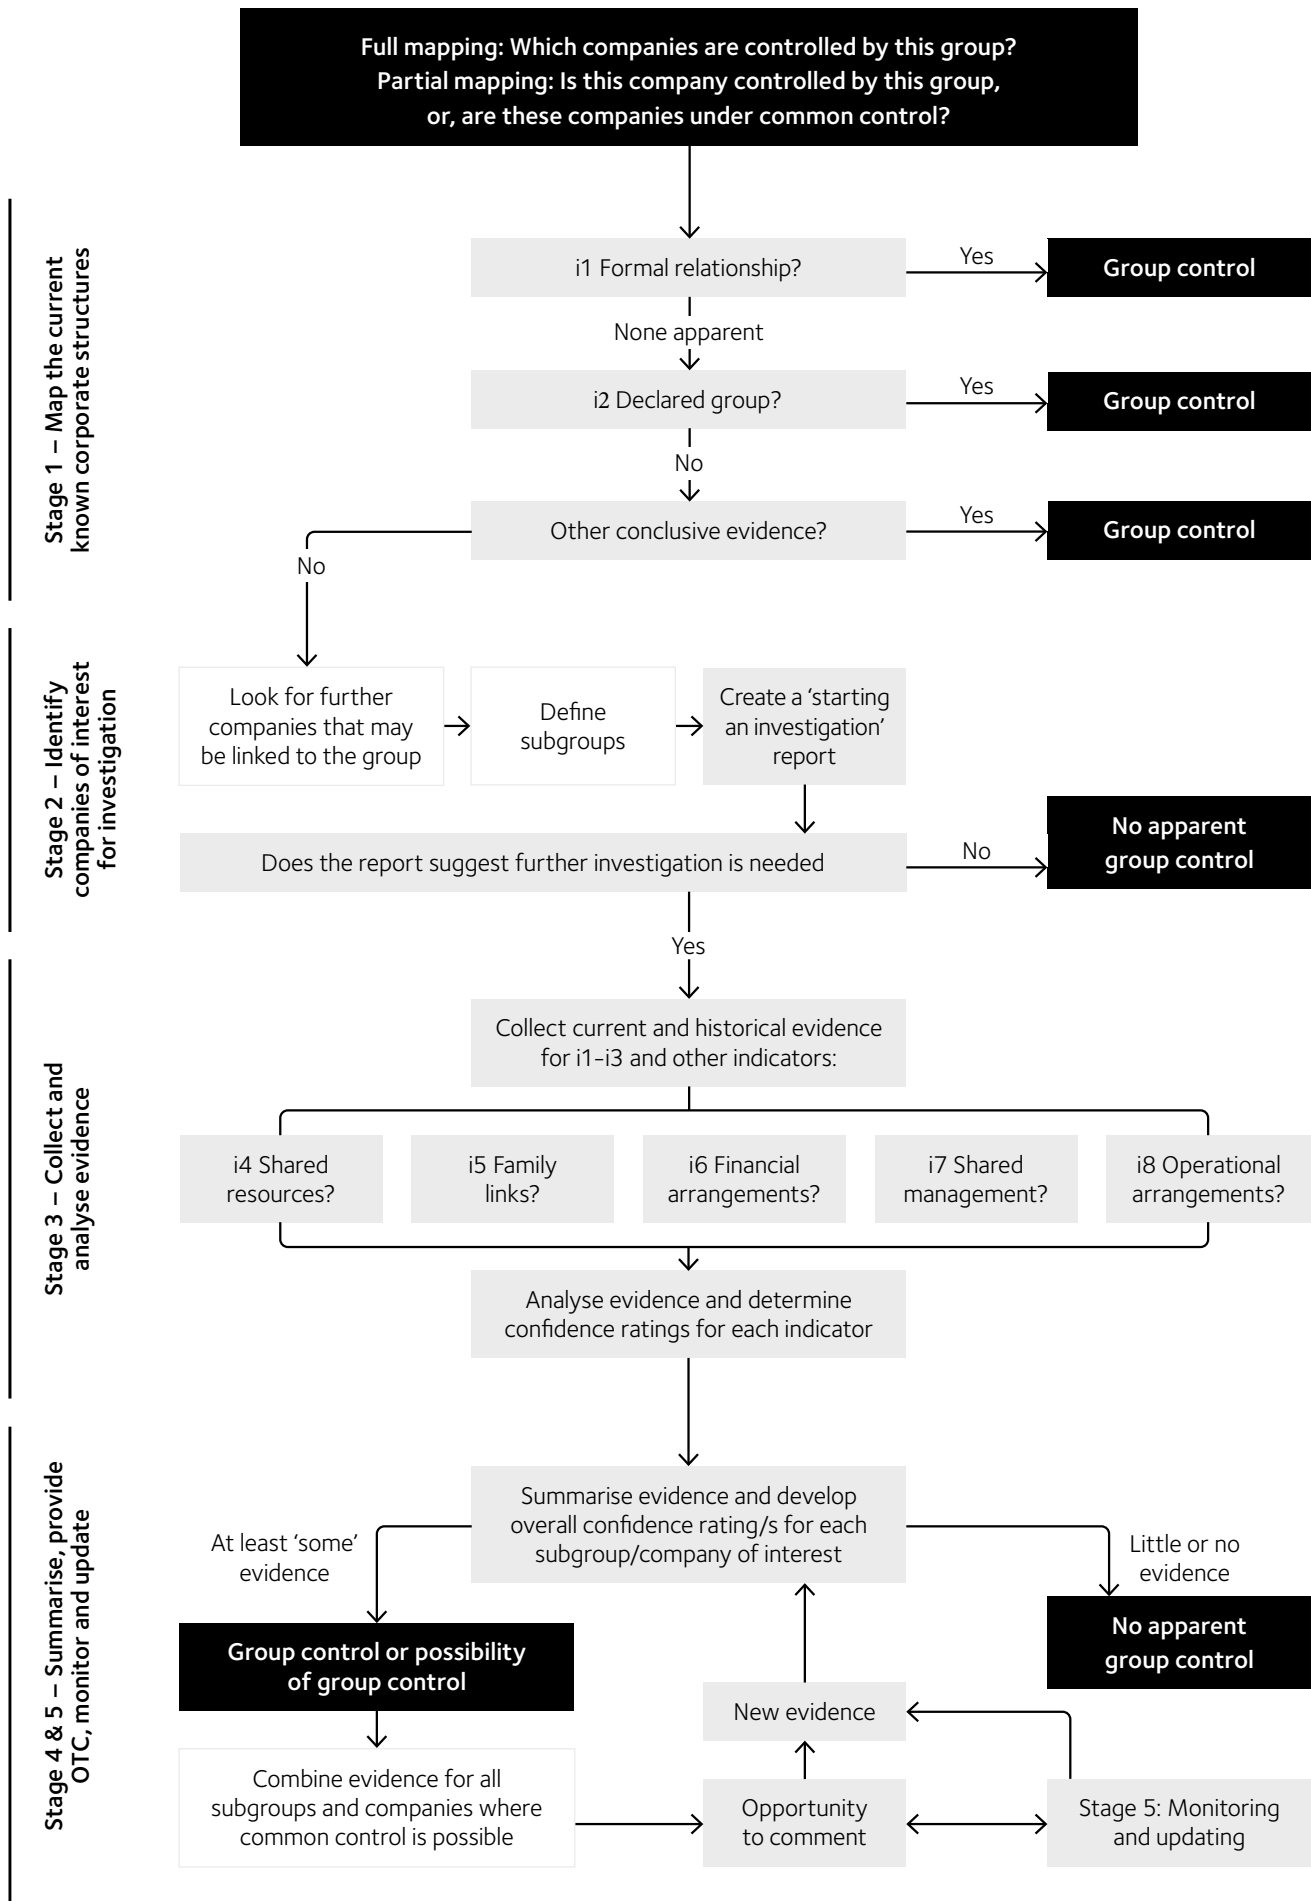 Full mapping: Which companies are controlled by this group?
Partial mapping: Is this company controlled by this group,
or, are these companies under common control?
Stage 1 – Map the current
known corporate structures
i1 Formal relationship?
Yes
Group control
None apparent
i2 Declared group?
Yes
Group control
No
Other conclusive evidence?
Yes
Group control
No
Stage 2 – Identify
companies of interest
for investigation
Look for further
companies that may
be linked to the group
Define
subgroups
Create a ‘starting
an investigation’
report
Does the report suggest further investigation is needed
No
No apparent
group control
Yes
Stage 3 – Collect and
analyse evidence
Collect current and historical evidence
for i1–i3 and other indicators:
i4 Shared
resources?
i5 Family
links?
i6 Financial
arrangements?
i7 Shared
management?
i8 Operational
arrangements?
Analyse evidence and determine
confidence ratings for each indicator
Stage 4 & 5 – Summarise, provide
OTC, monitor and update
Summarise evidence and develop
overall confidence rating/s for each
subgroup/company of interest
At least ‘some’
evidence
Little or no
evidence
Group control or possibility
of group control
No apparent
group control
New evidence
Combine evidence for all
subgroups and companies where
common control is possible
Opportunity
to comment
Stage 5: Monitoring
and updating